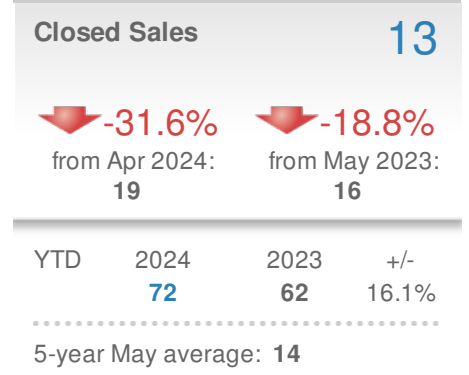 Closed Sales 13
-31.6% -18.8%
from Apr 2024: from May 2023:
19 16
YTD 2024 2023 +/-
72 62 16.1%
5-year May average: 14